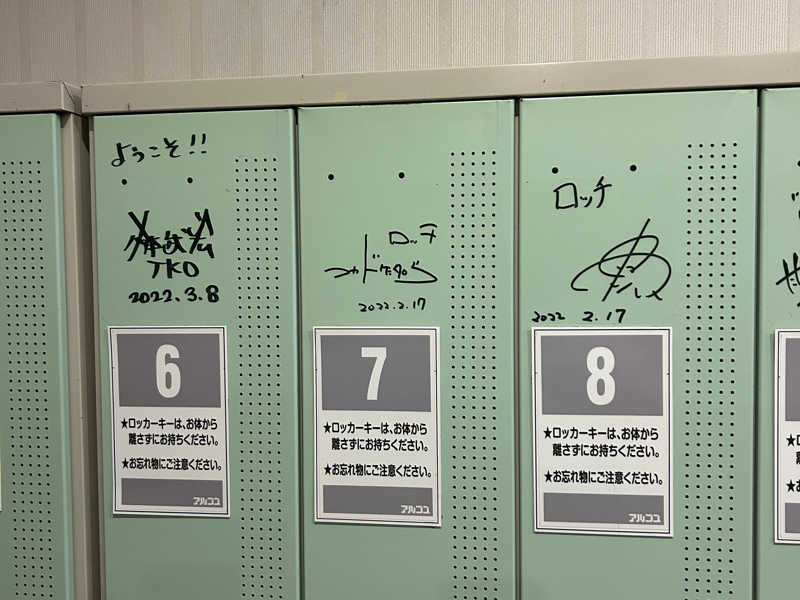 ようこそ!!
TKO
2022.3.8
6
★ロッカーキーは、お体から
離さずにお持ちください。
★お忘れ物にご注意ください。
アルコユ
ロッチ
2022.2.17
7
★ロッカーキーは、お体から
離さずにお持ちください。
★お忘れ物にご注意ください。
アルコユ
ロッチ
2022 2.17
8
★ロッカーキーは、お体から
離さずにお持ちください。
★お忘れ物にご注意ください。
アルコユ